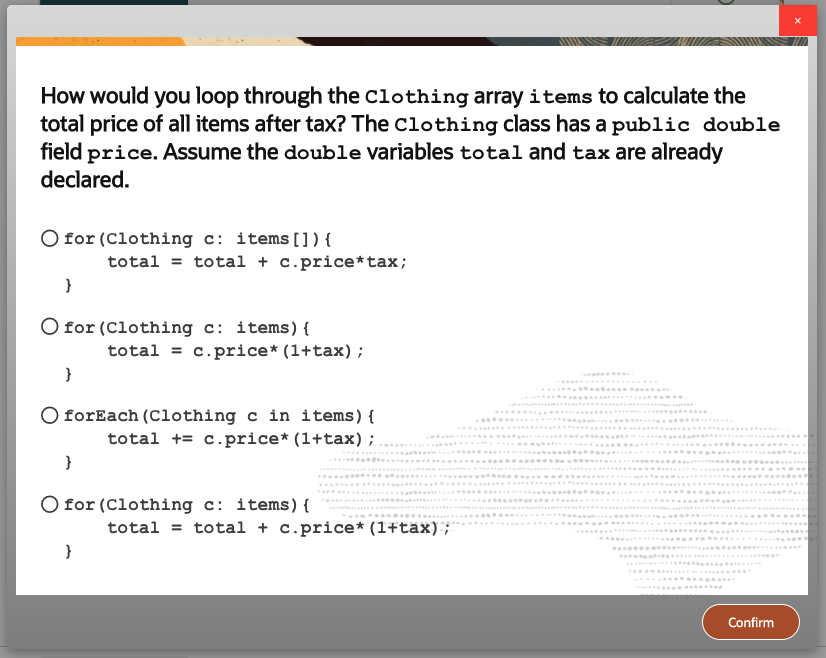 ×
How would you loop through the Clothing array items to calculate the
total price of all items after tax? The Clothing class has a public double
field price. Assume the double variables total and tax are already
declared.
for(Clothing c: items[]){
total = total + c.price*tax;
}
for(Clothing c: items){
total = c.price*(1+tax);
}
forEach(Clothing c in items){
total += c.price*(1+tax);
}
for(Clothing c: items){
total = total + c.price*(1+tax);
}
Confirm